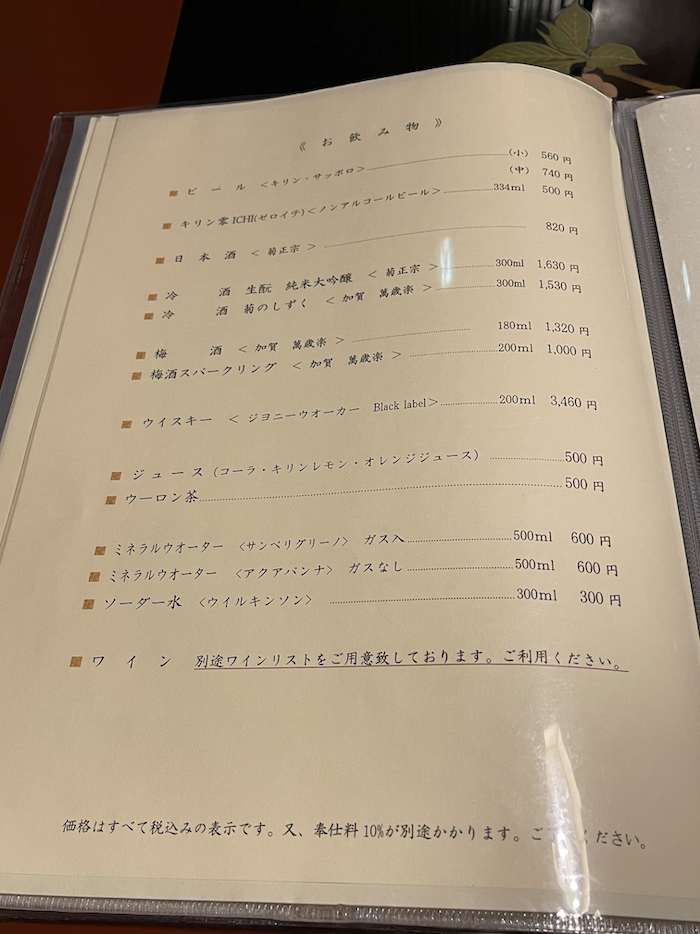 《お飲み物》
(小) 560円
ビール <キリン・サッポロ> (中) 740円
キリン零ICHI(ゼロイチ)<ノンアルコールビール> 334ml 500円
日本酒 < 菊正宗 > 820円
冷酒 生酛 純米大吟醸 < 菊正宗 > 300ml 1,630円
冷酒 菊のしずく < 加賀 萬歳楽 > 300ml 1,530円
梅酒 < 加賀 萬歳楽 > 180ml 1,320円
梅酒スパークリング < 加賀 萬歳楽 > 200ml 1,000円
ウイスキー < ジヨニーウオーカー Black label> 200ml 3,460円
ジュース (コーラ・キリンレモン・オレンジジュース) 500円
ウーロン茶 500円
ミネラルウオーター 〈サンペリグリーノ〉 ガス入 500ml 600円
ミネラルウオーター 〈アクアパンナ〉 ガスなし 500ml 600円
ソーダー水 〈ウイルキンソン〉 300ml 300円
ワイン 別途ワインリストをご用意致しております。ご利用ください。
価格はすべて税込みの表示です。又、奉仕料10%が別途かかります。ご ください。